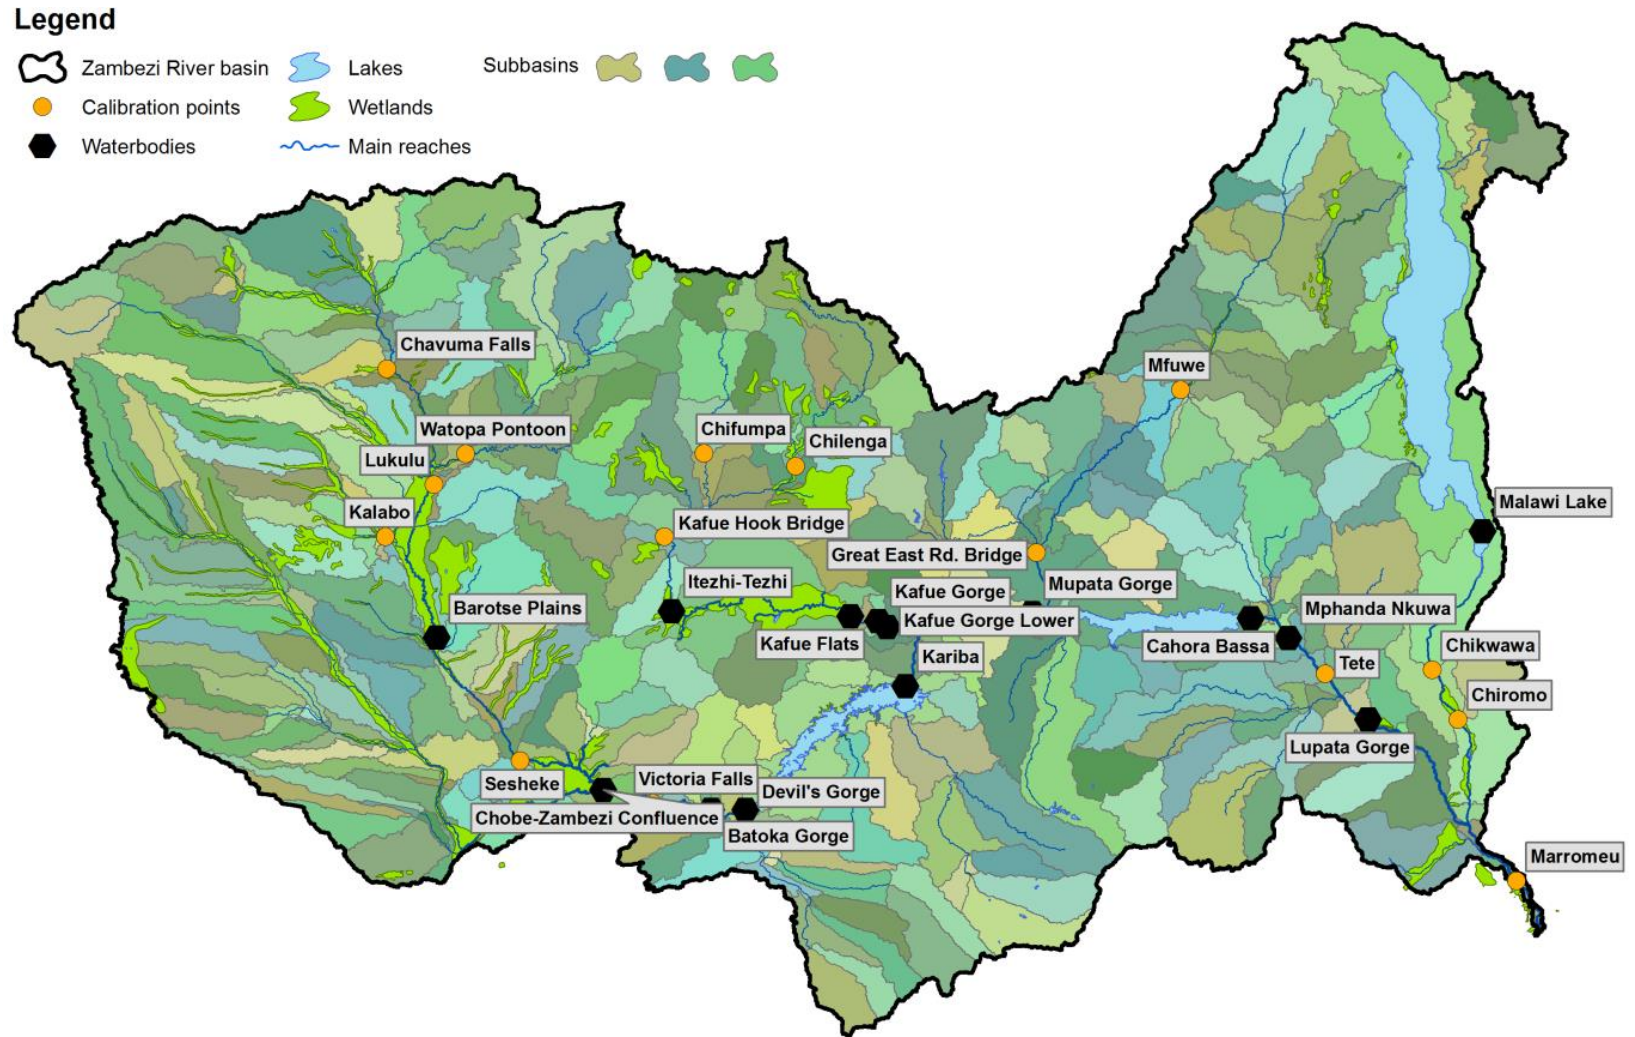 Legend
Zambezi River basin
Lakes
Subbasins
Calibration points
Wetlands
Waterbodies
Main reaches
Chavuma Falls
Mfuwe
Watopa Pontoon
Chifumpa
Chilenga
Lukulu
Malawi Lake
Kalabo
Kafue Hook Bridge
Great East Rd. Bridge
Itezhi-Tezhi
Mupata Gorge
Kafue Gorge
Barotse Plains
Mphanda Nkuwa
Kafue Gorge Lower
Kafue Flats
Cahora Bassa
Chikwawa
Kariba
Tete
Chiromo
Lupata Gorge
Victoria Falls
Sesheke
Devil's Gorge
Chobe-Zambezi Confluence
Batoka Gorge
Marromeu